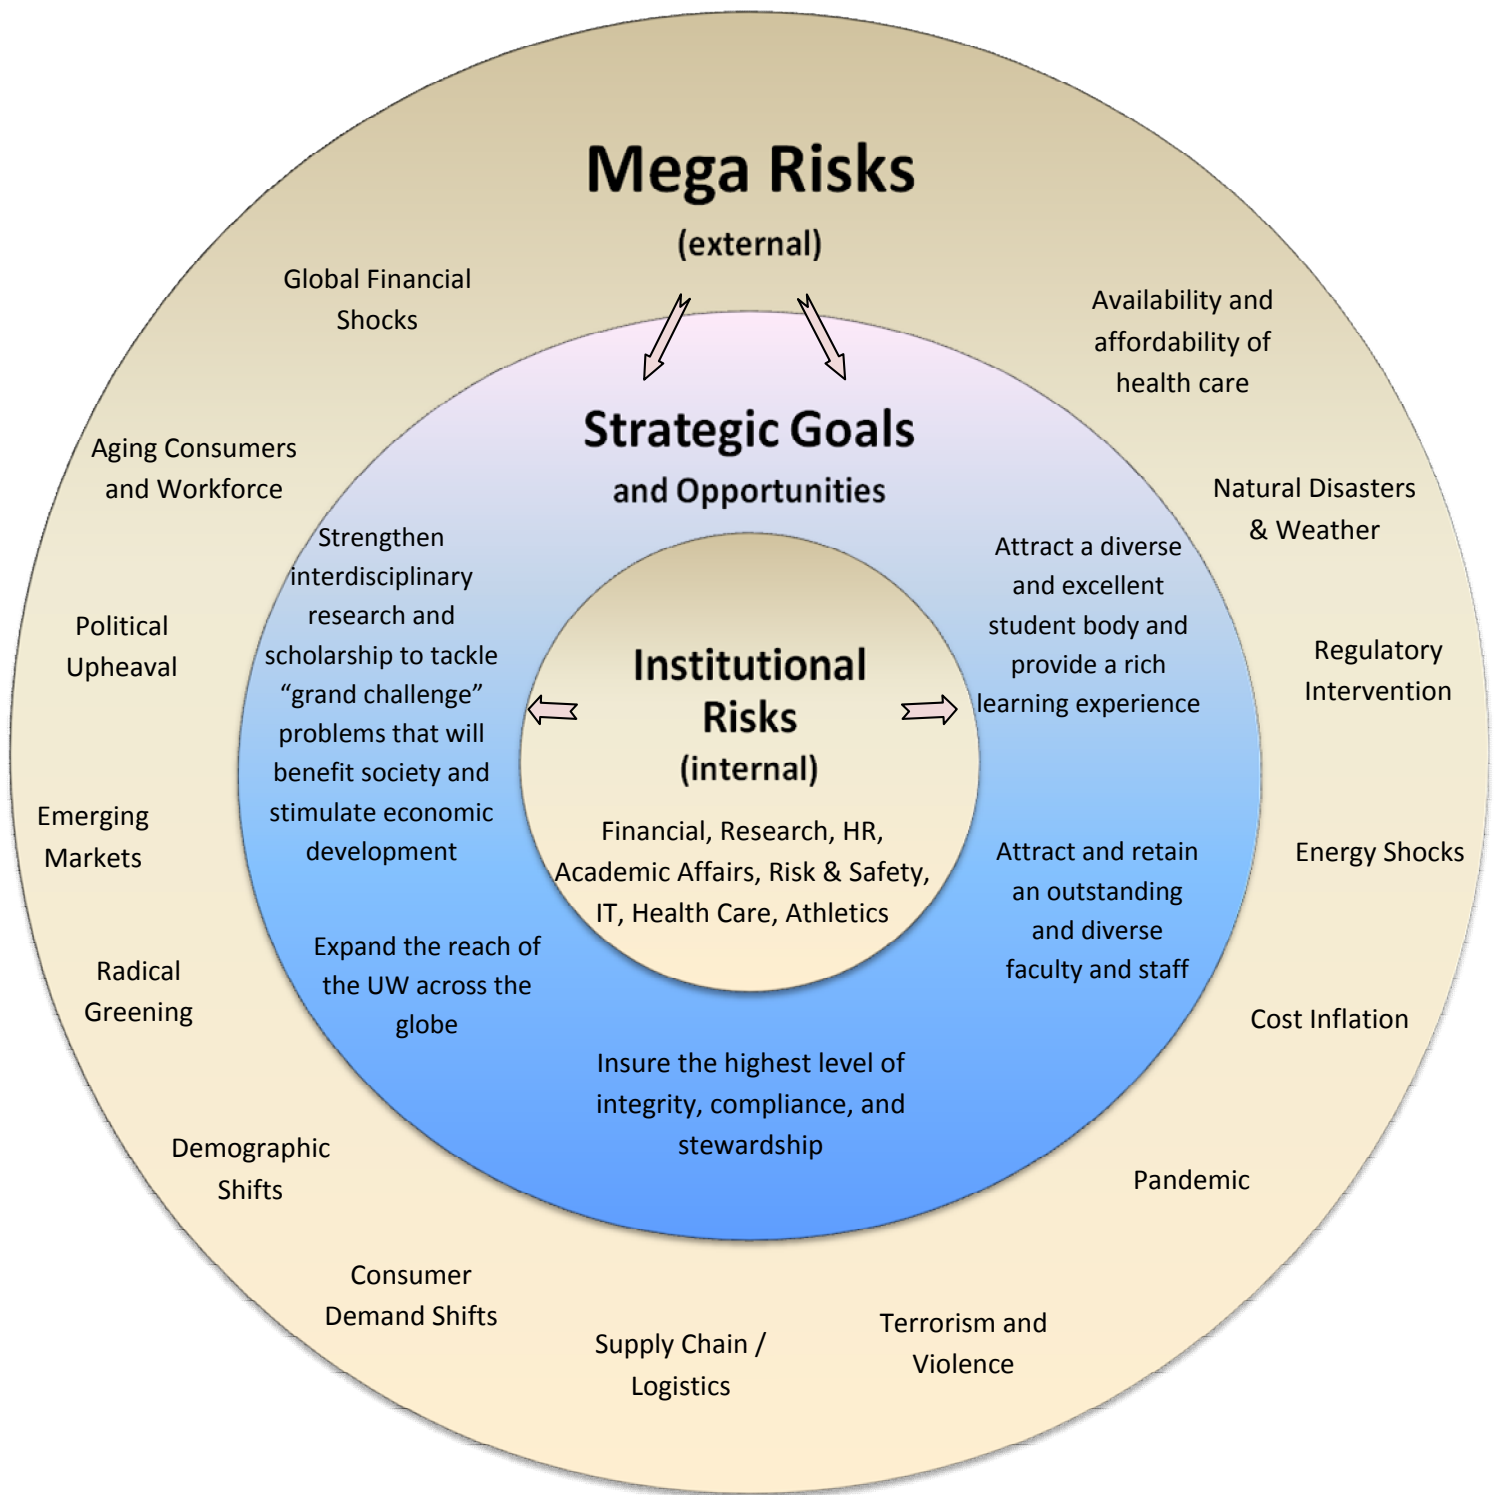 Mega Risks
(external)
Global Financial
Shocks
Availability and
affordability of
health care
Aging Consumers
and Workforce
Natural Disasters
& Weather
Political
Upheaval
Regulatory
Intervention
Emerging
Markets
Energy Shocks
Radical
Greening
Cost Inflation
Demographic
Shifts
Pandemic
Consumer
Demand Shifts
Supply Chain /
Logistics
Terrorism and
Violence
Strategic Goals
and Opportunities
Strengthen
interdisciplinary
research and
scholarship to tackle
“grand challenge”
problems that will
benefit society and
stimulate economic
development
Attract a diverse
and excellent
student body and
provide a rich
learning experience
Expand the reach of
the UW across the
globe
Attract and retain
an outstanding
and diverse
faculty and staff
Insure the highest level of
integrity, compliance, and
stewardship
Institutional
Risks
(internal)
Financial, Research, HR,
Academic Affairs, Risk & Safety,
IT, Health Care, Athletics